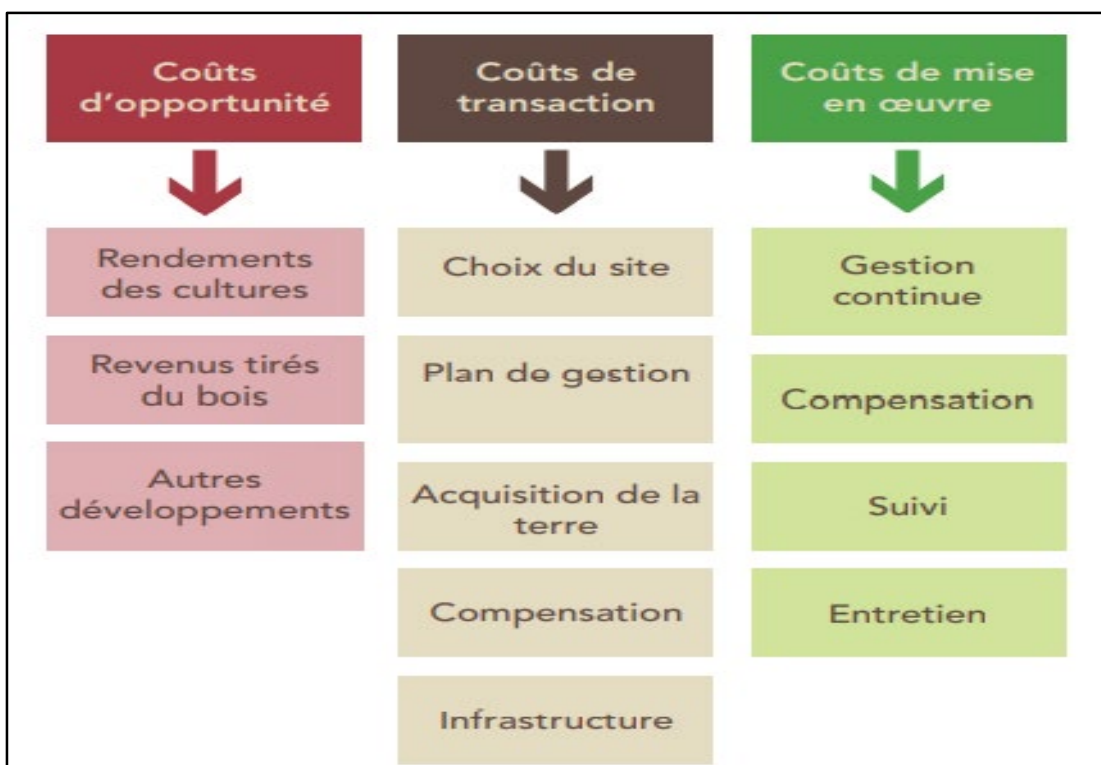 Coûts
d'opportunité
Rendements
des cultures
Revenus tirés
du bois
Autres
développements
Coûts de
transaction
Choix du site
Plan de gestion
Acquisition de la
terre
Compensation
Infrastructure
Coûts de mise
en œuvre
Gestion
continue
Compensation
Suivi
Entretien